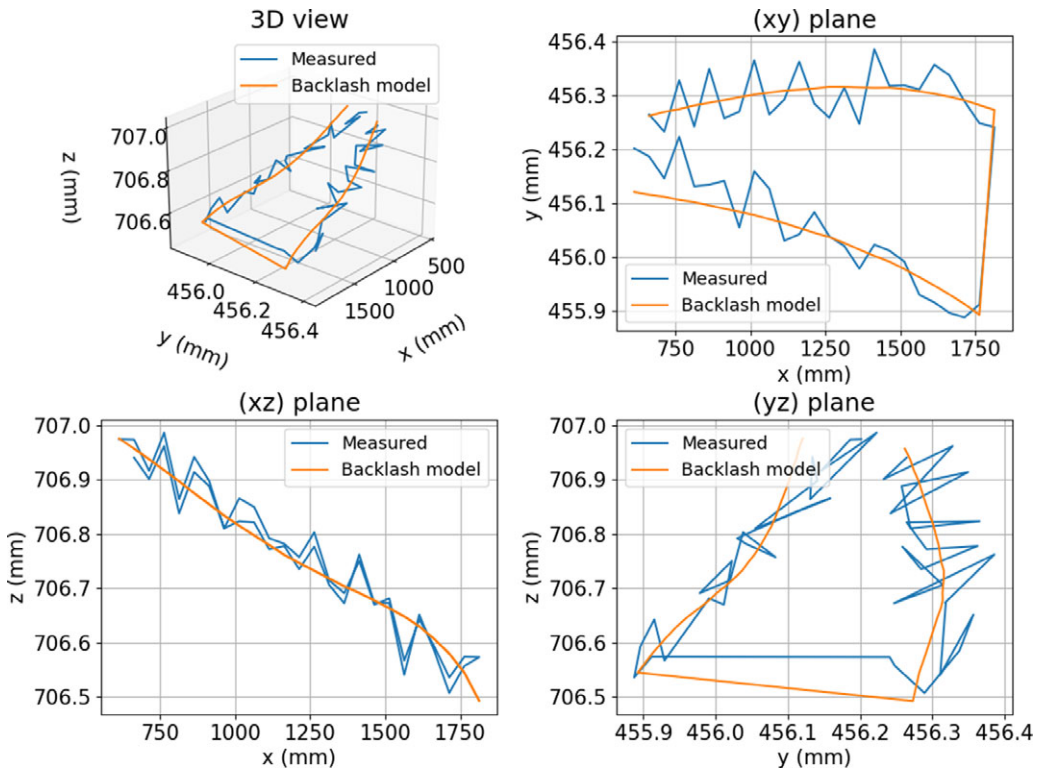 3D view
Measured
Backlash model
z (mm)
707.0
706.8
706.6
456.0
456.2
456.4
y (mm)
500
1000
1500
x (mm)
(xy) plane
456.4
456.3
456.2
456.1
456.0
455.9
y (mm)
Measured
Backlash model
750 1000 1250 1500 1750
x (mm)
(xz) plane
707.0
706.9
706.8
706.7
706.6
706.5
z (mm)
Measured
Backlash model
750 1000 1250 1500 1750
x (mm)
(yz) plane
707.0
706.9
706.8
706.7
706.6
706.5
z (mm)
Measured
Backlash model
455.9 456.0 456.1 456.2 456.3 456.4
y (mm)